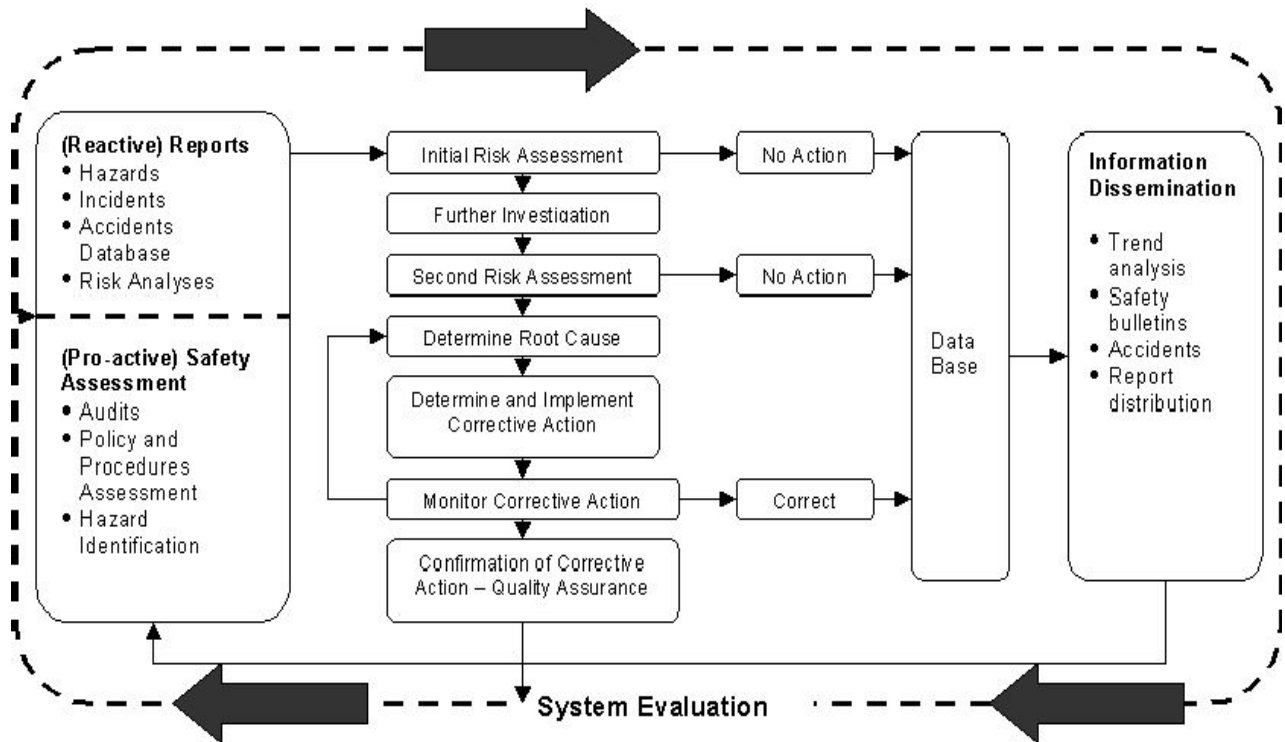 (Reactive) Reports
• Hazards
• Incidents
• Accidents
Database
• Risk Analyses
(Pro-active) Safety
Assessment
• Audits
• Policy and
Procedures
Assessment
• Hazard
Identification
Initial Risk Assessment
No Action
Further Investigation
Second Risk Assessment
No Action
Determine Root Cause
Determine and Implement
Corrective Action
Monitor Corrective Action
Correct
Confirmation of Corrective
Action – Quality Assurance
Data
Base
Information
Dissemination
• Trend
analysis
• Safety
bulletins
• Accidents
• Report
distribution
System Evaluation